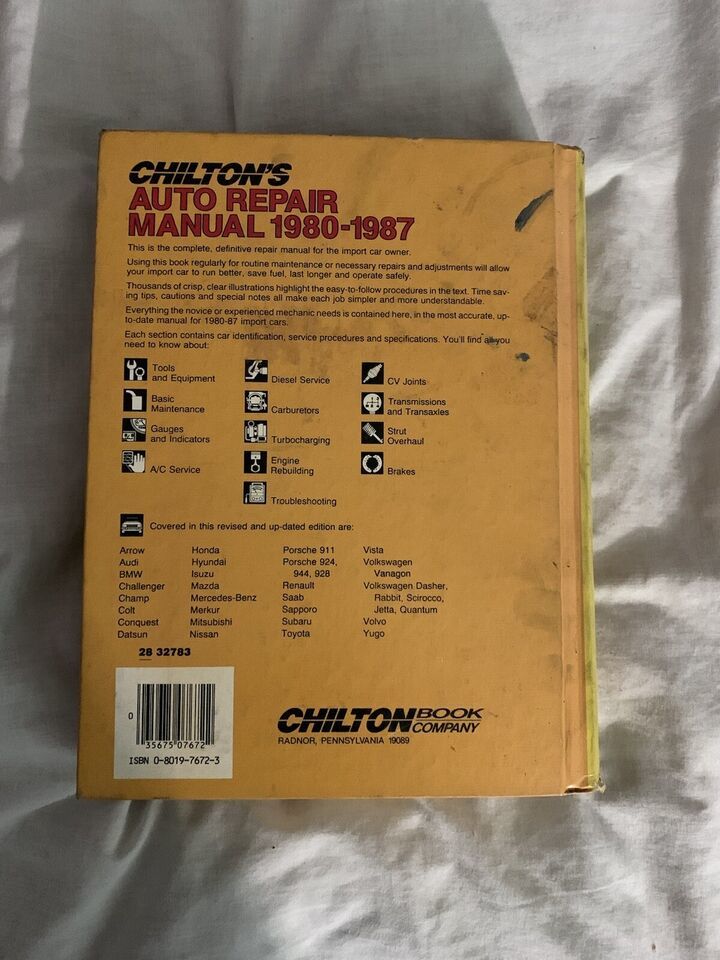 CHILTON'S
AUTO REPAIR
MANUAL 1980-1987
This is the complete, definitive repair manual for the import car owner.
Using this book regularly for routine maintenance or necessary repairs and adjustments will allow
your import car to run better, save fuel, last longer and operate safely.
Thousands of crisp, clear illustrations highlight the easy-to-follow procedures in the text. Time sav-
ing tips, cautions and special notes all make each job simpler and more understandable.
Everything the novice or experienced mechanic needs is contained here, in the most accurate, up-
to-date manual for 1980-87 import cars.
Each section contains car identification, service procedures and specifications. You'll find all you
need to know about:
Tools
and Equipment
Basic
Maintenance
Gauges
and Indicators
A/C Service
Diesel Service
Carburetors
Turbocharging
Engine
Rebuilding
Troubleshooting
CV Joints
Transmissions
and Transaxles
Strut
Overhaul
Brakes
Covered in this revised and up-dated edition are:
Arrow
Audi
BMW
Challenger
Champ
Colt
Conquest
Datsun
Honda
Hyundai
Isuzu
Mazda
Mercedes-Benz
Merkur
Mitsubishi
Nissan
Porsche 911
Porsche 924,
944, 928
Renault
Saab
Sapporo
Subaru
Toyota
Vista
Volkswagen
Vanagon
Volkswagen Dasher,
Rabbit, Scirocco,
Jetta, Quantum
Volvo
Yugo
28 32783
0
35675 07672
ISBN 0-8019-7672-3
CHILTON BOOK
COMPANY
RADNOR, PENNSYLVANIA 19089